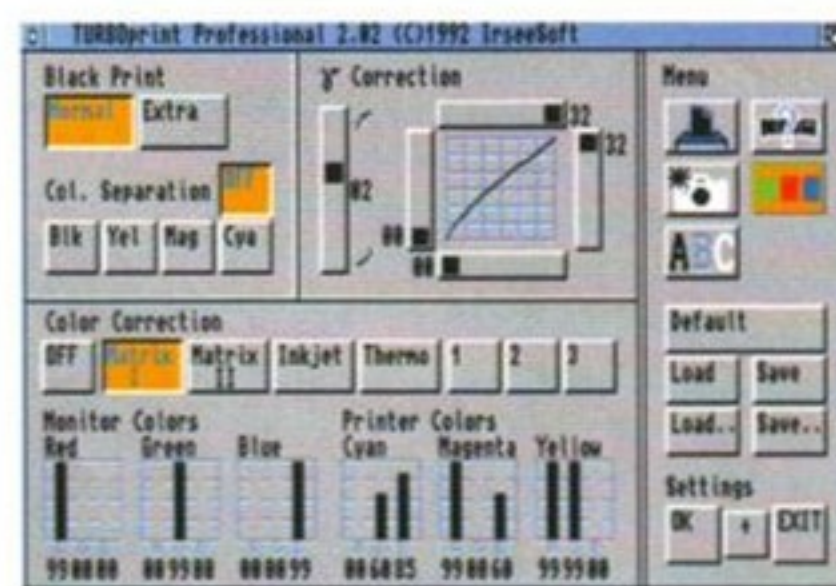 TURBOprint Professional 2.02 (C)1992 IrseeSoft
Black Print
Normal Extra
Col. Separation OFF
Blk Yel Mag Cya
γ Correction
32
32
02
00
00
Color Correction
OFF Matrix I Matrix II Inkjet Thermo 1 2 3
Monitor Colors
Red Green Blue
990000 009900 000099
Printer Colors
Cyan Magenta Yellow
006085 990060 999900
Menu
ABC
Default
Load Save
Load.. Save..
Settings
OK EXIT